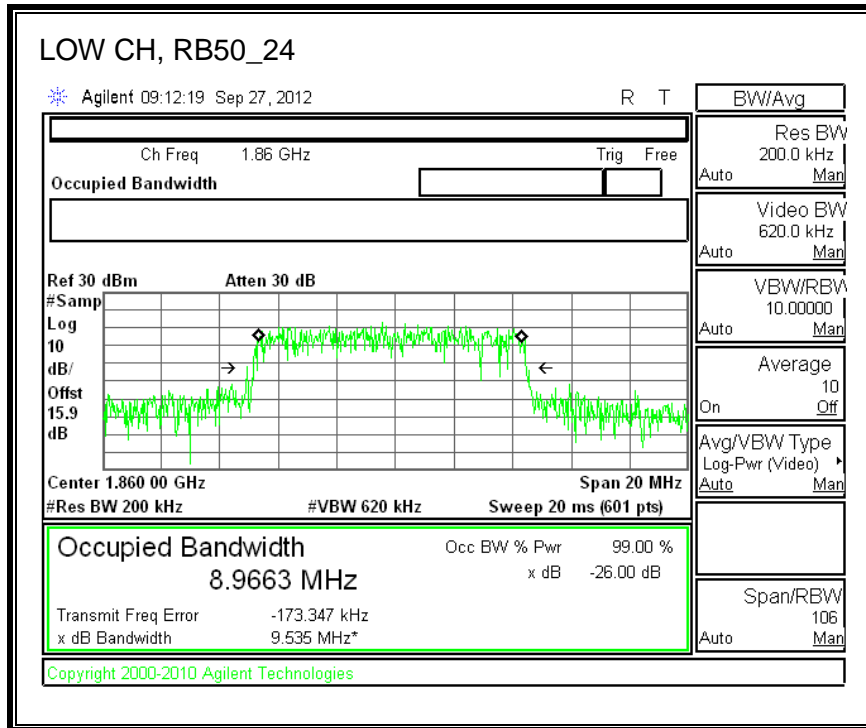 LOW CH, RB50_24
Agilent 09:12:19 Sep 27, 2012 R T
Ch Freq 1.86 GHz Trig Free
Occupied Bandwidth
Ref 30 dBm Atten 30 dB
#Samp
Log
10
dB/
Offst
15.9
dB
Center 1.860 00 GHz Span 20 MHz
#Res BW 200 kHz #VBW 620 kHz Sweep 20 ms (601 pts)
Occupied Bandwidth Occ BW % Pwr 99.00 %
8.9663 MHz x dB -26.00 dB
Transmit Freq Error -173.347 kHz
x dB Bandwidth 9.535 MHz*
Copyright 2000-2010 Agilent Technologies
BW/Avg
Res BW
200.0 kHz
Auto Man
Video BW
620.0 kHz
Auto Man
VBW/RBW
10.00000
Auto Man
Average
10
On Off
Avg/VBW Type
Log-Pwr (Video)
Auto Man
Span/RBW
106
Auto Man